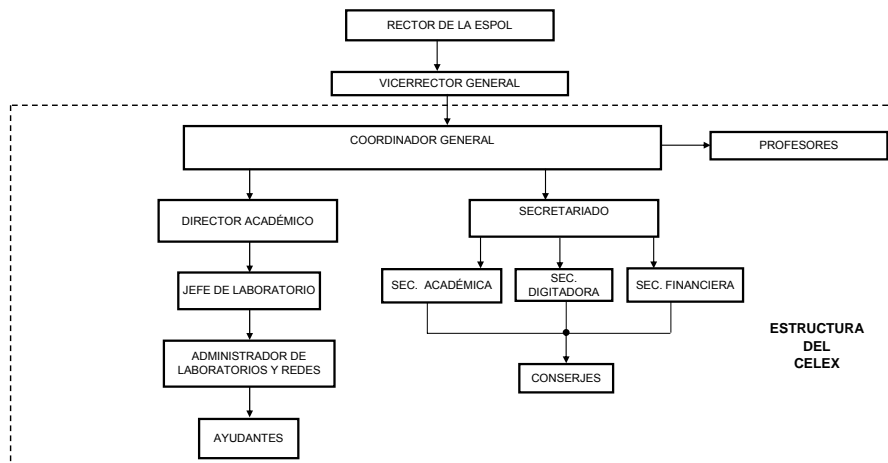 RECTOR DE LA ESPOL
VICERRECTOR GENERAL
COORDINADOR GENERAL
PROFESORES
DIRECTOR ACADÉMICO
SECRETARIADO
JEFE DE LABORATORIO
SEC. ACADÉMICA
SEC.
DIGITADORA
SEC. FINANCIERA
ADMINISTRADOR DE
LABORATORIOS Y REDES
CONSERJES
AYUDANTES
ESTRUCTURA
DEL
CELEX